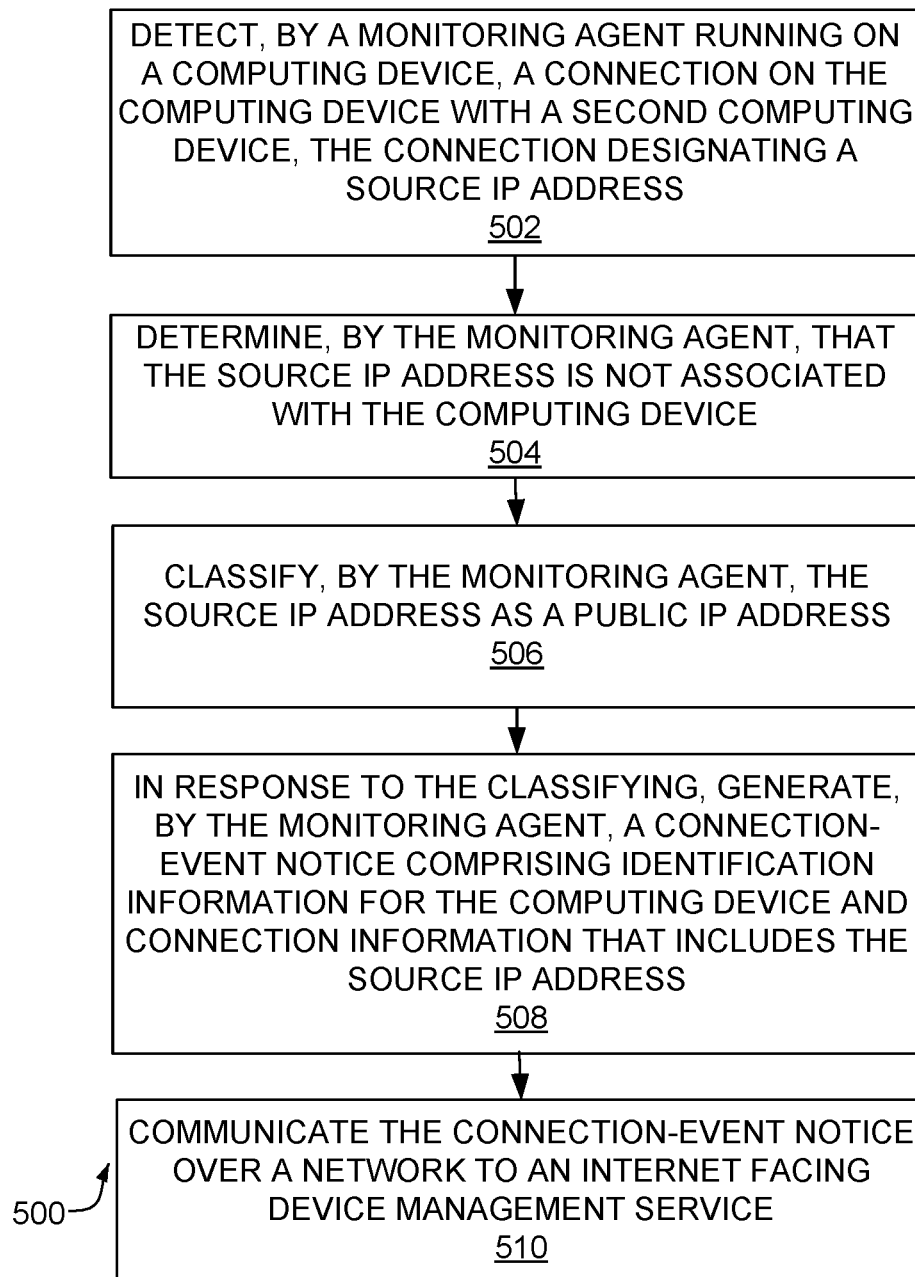 DETECT, BY A MONITORING AGENT RUNNING ON
A COMPUTING DEVICE, A CONNECTION ON THE
COMPUTING DEVICE WITH A SECOND COMPUTING
DEVICE, THE CONNECTION DESIGNATING A
SOURCE IP ADDRESS
502
DETERMINE, BY THE MONITORING AGENT, THAT
THE SOURCE IP ADDRESS IS NOT ASSOCIATED
WITH THE COMPUTING DEVICE
504
CLASSIFY, BY THE MONITORING AGENT, THE
SOURCE IP ADDRESS AS A PUBLIC IP ADDRESS
506
IN RESPONSE TO THE CLASSIFYING, GENERATE,
BY THE MONITORING AGENT, A CONNECTION-
EVENT NOTICE COMPRISING IDENTIFICATION
INFORMATION FOR THE COMPUTING DEVICE AND
CONNECTION INFORMATION THAT INCLUDES THE
SOURCE IP ADDRESS
508
COMMUNICATE THE CONNECTION-EVENT NOTICE
OVER A NETWORK TO AN INTERNET FACING
DEVICE MANAGEMENT SERVICE
510
500